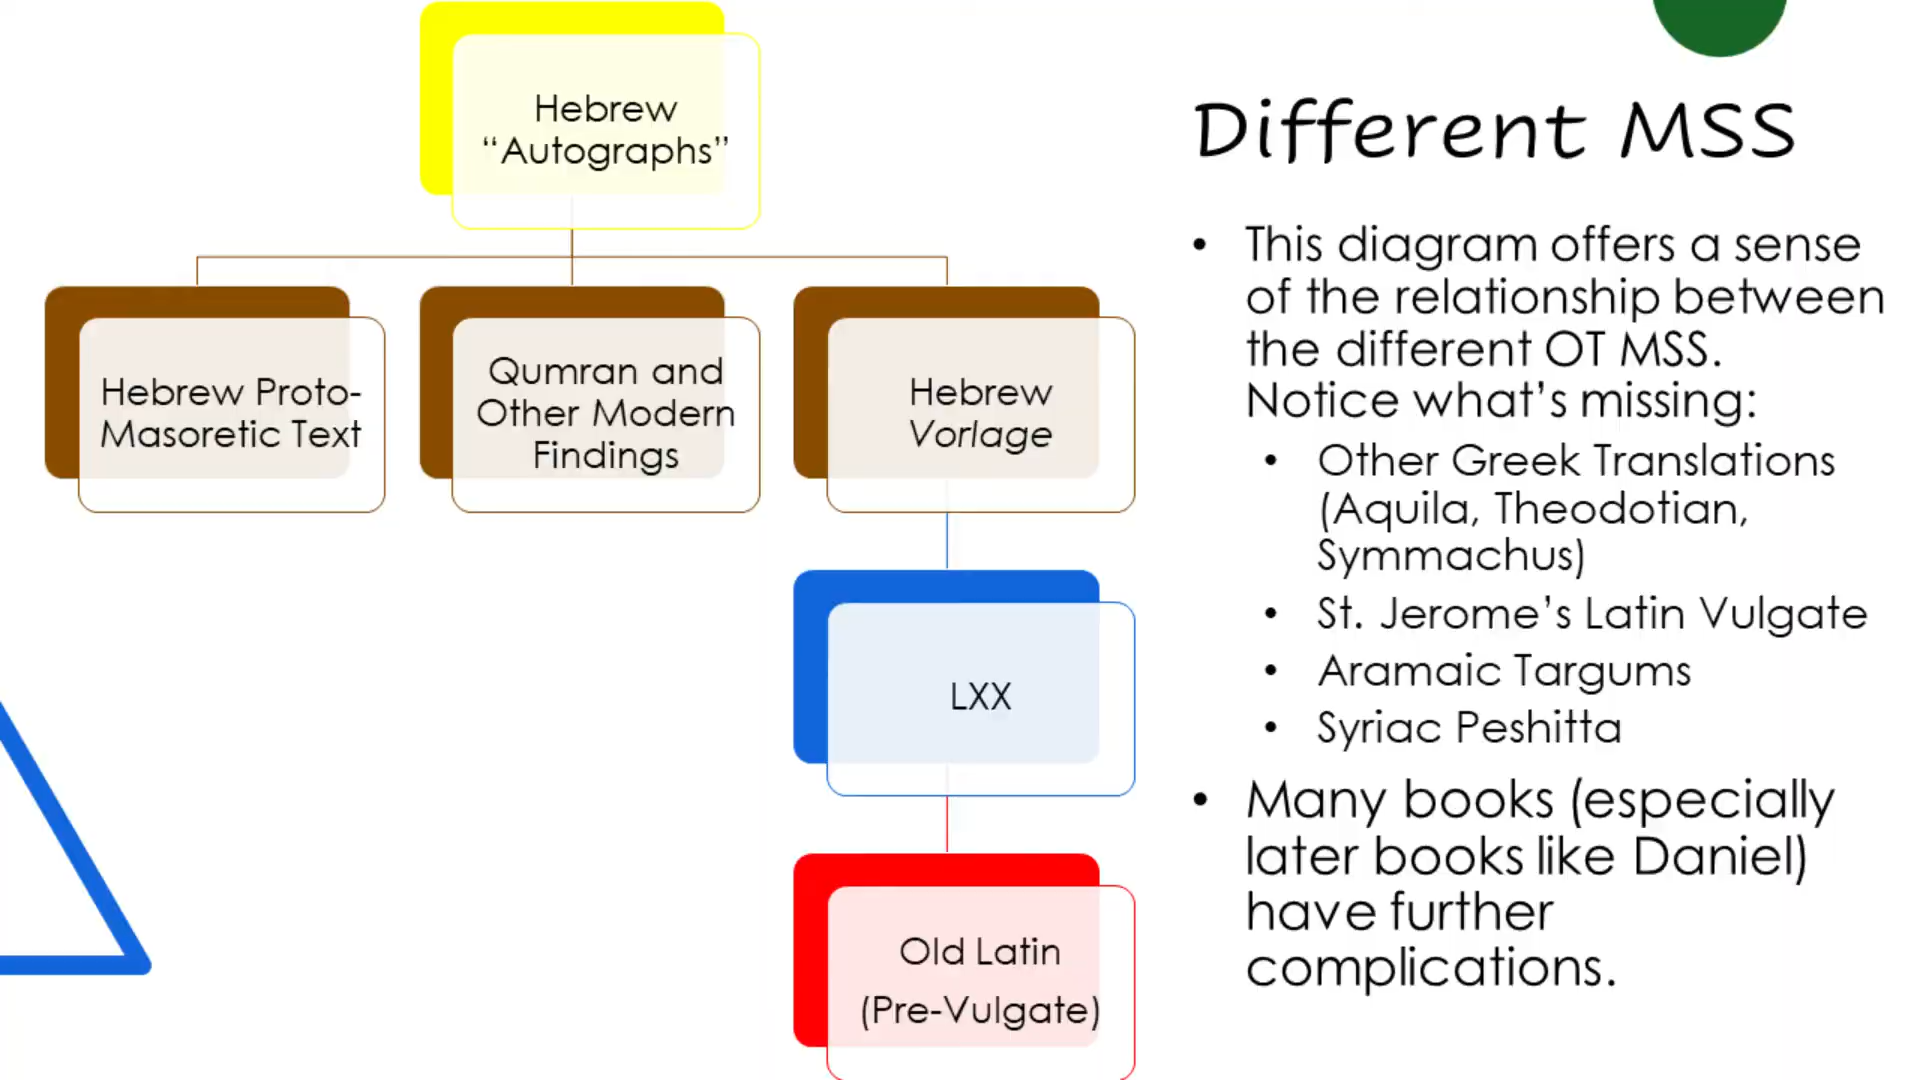 Hebrew
“Autographs”
Hebrew Proto-
Masoretic Text
Qumran and
Other Modern
Findings
Hebrew
Vorlage
LXX
Old Latin
(Pre-Vulgate)
Different MSS
• This diagram offers a sense
of the relationship between
the different OT MSS.
Notice what’s missing:
• Other Greek Translations
(Aquila, Theodotian,
Symmachus)
• St. Jerome’s Latin Vulgate
• Aramaic Targums
• Syriac Peshitta
• Many books (especially
later books like Daniel)
have further
complications.